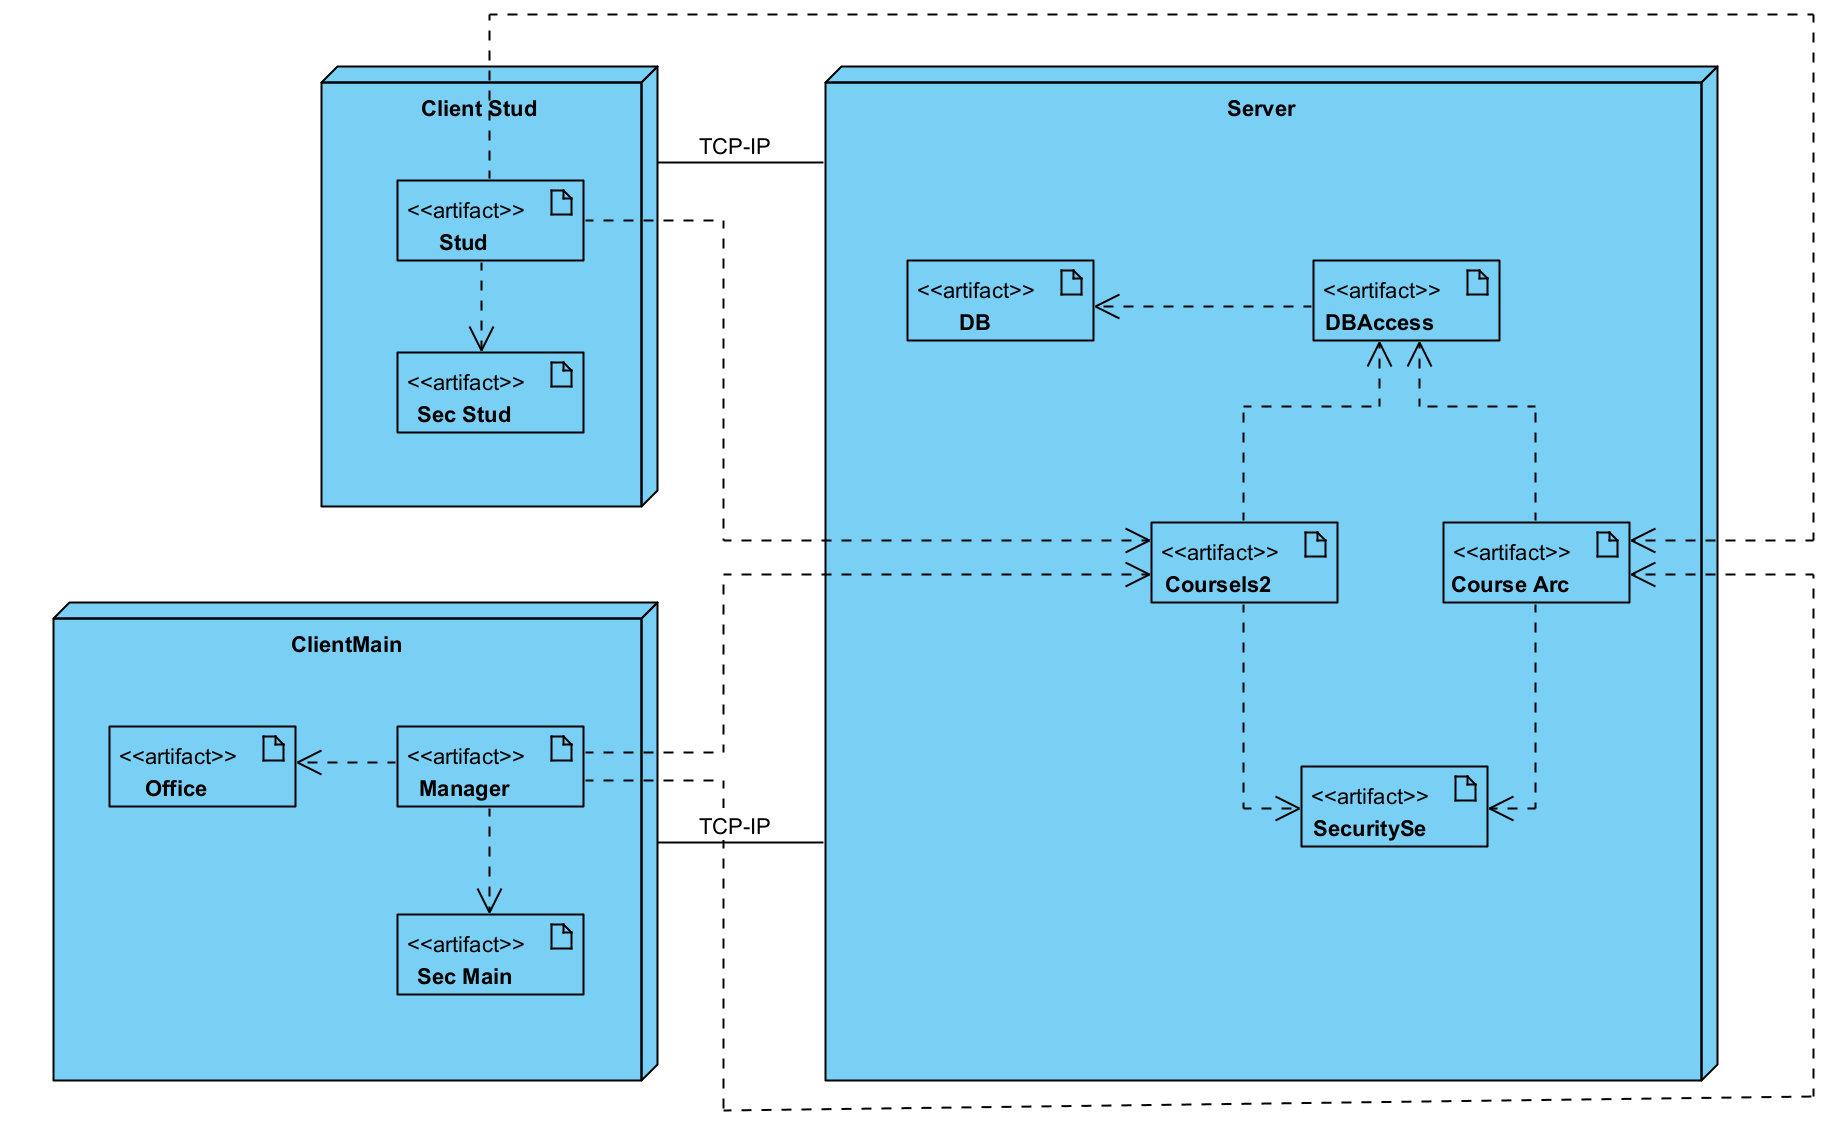 Client Stud
Server
TCP-IP
<<artifact>>
Stud
<<artifact>>
DB
<<artifact>>
DBAccess
<<artifact>>
Sec Stud
<<artifact>>
CourseIs2
<<artifact>>
Course Arc
ClientMain
<<artifact>>
Office
<<artifact>>
Manager
TCP-IP
<<artifact>>
SecuritySe
<<artifact>>
Sec Main